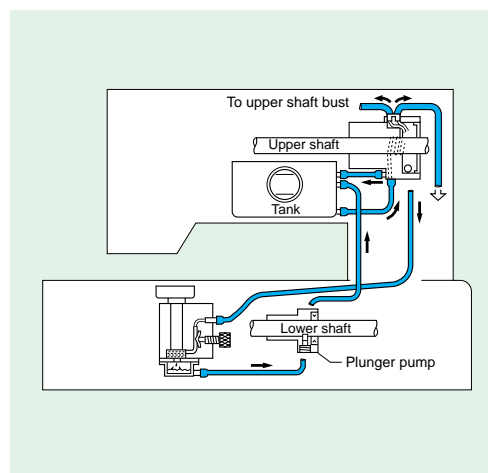 To upper shaft bust
Upper shaft
Tank
Lower shaft
Plunger pump